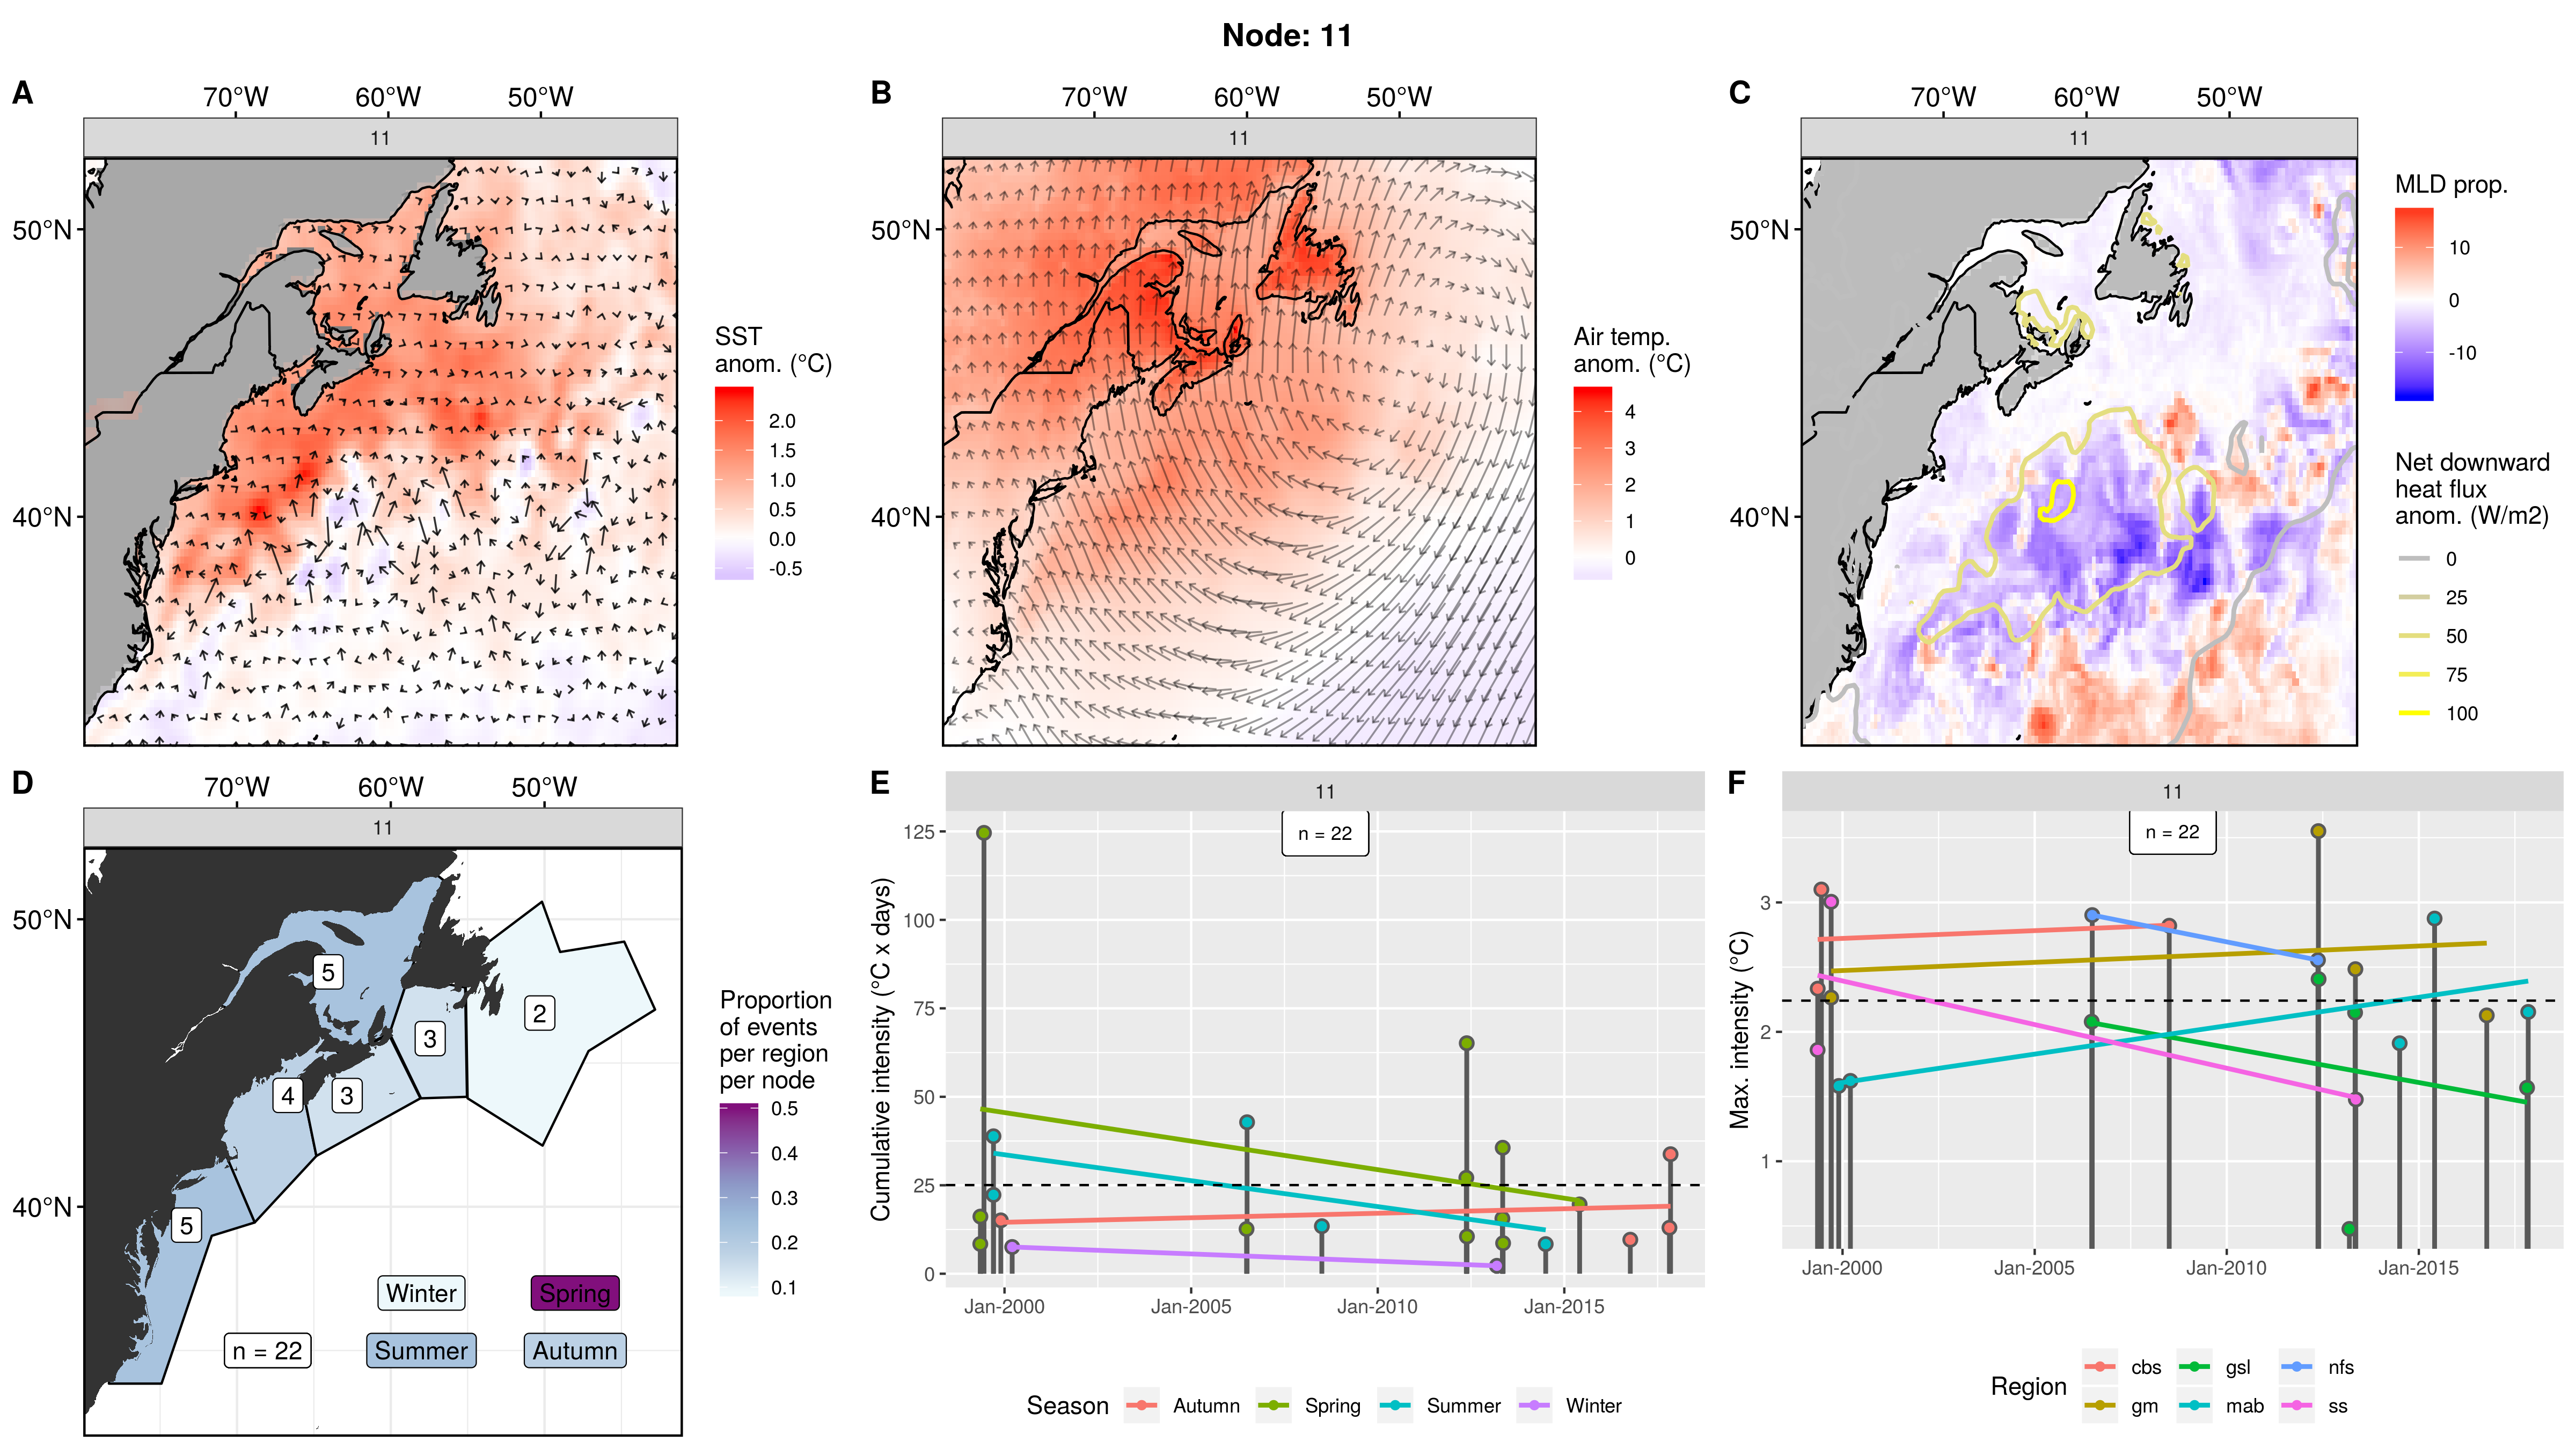 Node: 11
A
70°W 60°W 50°W
11
50°N
40°N
SST
anom. (°C)
2.0
1.5
1.0
0.5
0.0
-0.5
B
70°W 60°W 50°W
11
50°N
40°N
Air temp.
anom. (°C)
4
3
2
1
0
C
70°W 60°W 50°W
11
50°N
40°N
MLD prop.
10
0
-10
Net downward
heat flux
anom. (W/m2)
0
25
50
75
100
D
70°W 60°W 50°W
11
50°N
40°N
5
3
2
4
3
5
Winter Spring
n = 22 Summer Autumn
Proportion
of events
per region
per node
0.5
0.4
0.3
0.2
0.1
E
11
n = 22
Cumulative intensity (°C x days)
125
100
75
50
25
0
Jan-2000 Jan-2005 Jan-2010 Jan-2015
Season Autumn Spring Summer Winter
F
11
n = 22
Max. intensity (°C)
3
2
1
Jan-2000 Jan-2005 Jan-2010 Jan-2015
Region
cbs gsl nfs
gm mab ss